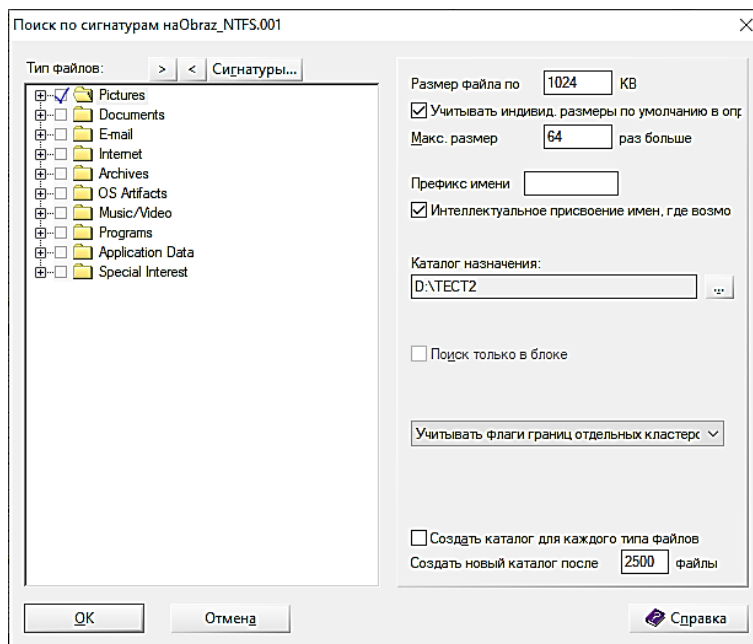 Поиск по сигнатурам наObraz_NTFS.001
Тип файлов:
>
<
Сигнатуры...
Pictures
Documents
E-mail
Internet
Archives
OS Artifacts
Music/Video
Programs
Application Data
Special Interest
Размер файла по 1024 KB
Учитывать индивид. размеры по умолчанию в опр
Макс. размер 64 раз больше
Префикс имени
Интеллектуальное присвоение имен, где возмо
Каталог назначения:
D:\ТЕСТ2
...
Поиск только в блоке
Учитывать флаги границ отдельных кластерс
Создать каталог для каждого типа файлов
Создать новый каталог после 2500 файлы
OK
Отмена
Справка